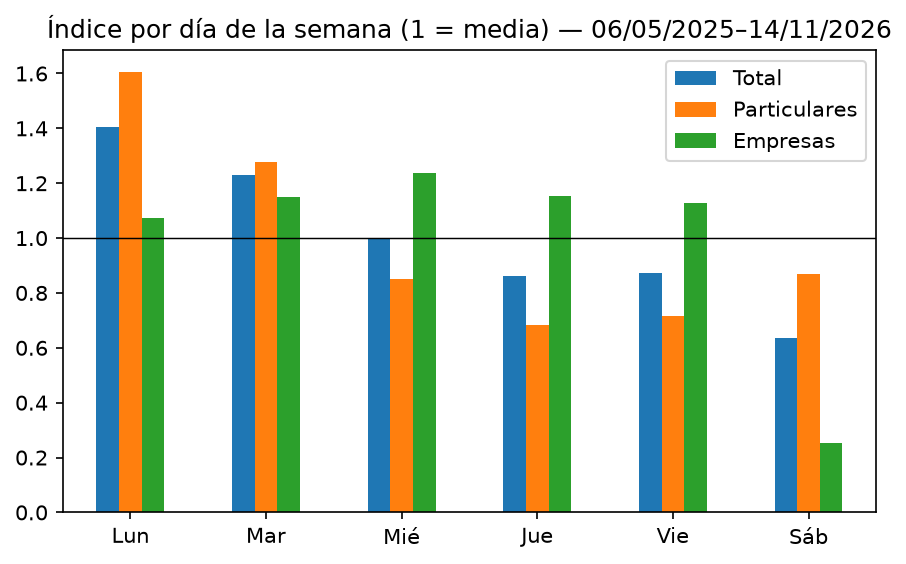 Índice por día de la semana (1 = media) — 06/05/2025–14/11/2026
Total
Particulares
Empresas
1.6
1.4
1.2
1.0
0.8
0.6
0.4
0.2
0.0
Lun Mar Mié Jue Vie Sáb